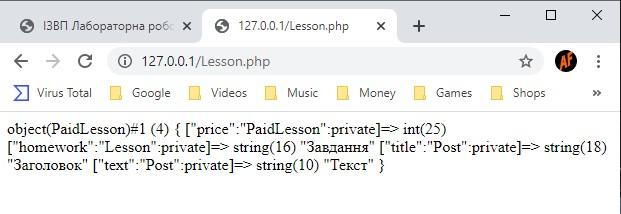 ІЗВП Лабораторна робо
127.0.0.1/Lesson.php
127.0.0.1/Lesson.php
AF
Virus Total Google Videos Music Money Games Shops »
object(PaidLesson)#1 (4) { ["price":"PaidLesson":private]=> int(25)
["homework":"Lesson":private]=> string(16) "Завдання" ["title":"Post":private]=> string(18)
"Заголовок" ["text":"Post":private]=> string(10) "Текст" }